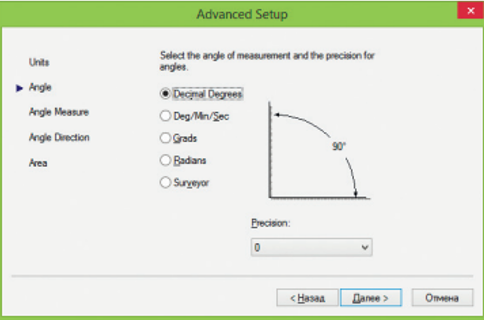 Advanced Setup
Units
Angle
Angle Measure
Angle Direction
Area
Select the angle of measurement and the precision for
angles.
Decimal Degrees
Deg/Min/Sec
Grads
Radians
Surveyor
90°
Precision:
0
< Назад
Далее >
Отмена